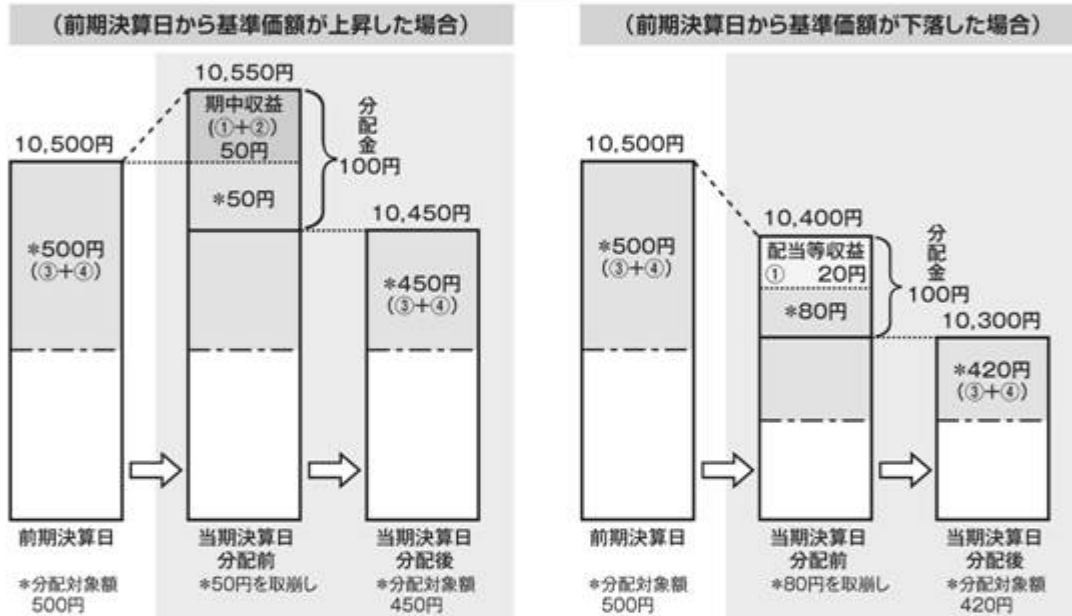 (前期決算日から基準価額が上昇した場合)
10,550円
期中収益
(①+②)
50円
*50円
分配金
100円
10,500円
*500円
(③+④)
10,450円
*450円
(③+④)
前期決算日
当期決算日
分配前
当期決算日
分配後
*分配対象額
500円
*50円を取崩し
*分配対象額
450円
(前期決算日から基準価額が下落した場合)
10,500円
*500円
(③+④)
10,400円
配当等収益
① 20円
*80円
分配金
100円
10,300円
*420円
(③+④)
前期決算日
当期決算日
分配前
当期決算日
分配後
*分配対象額
500円
*80円を取崩し
*分配対象額
420円